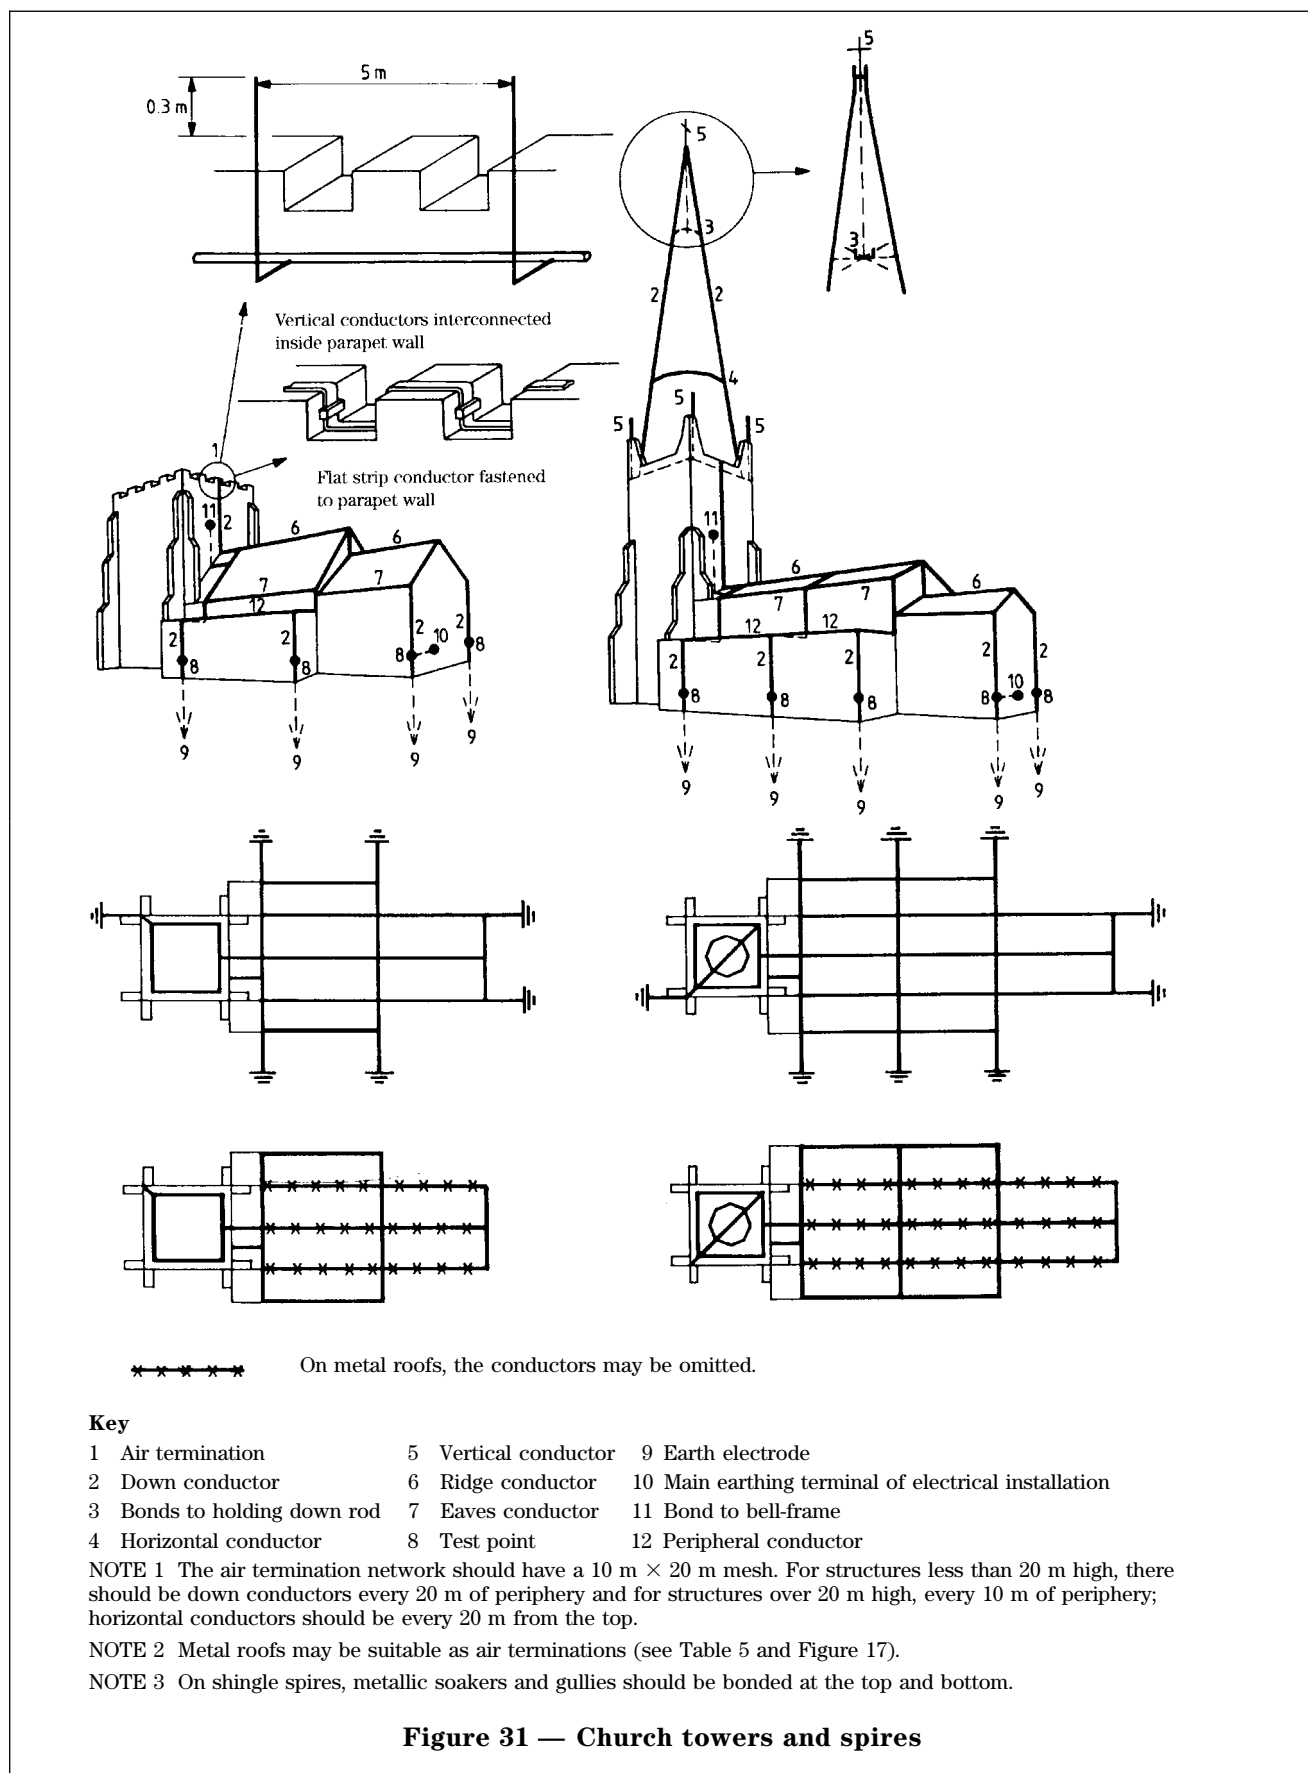 5 m
0.3 m
5
5
3
3
2 2
4
Vertical conductors interconnected
inside parapet wall
5
5 5
1
Flat strip conductor fastened
to parapet wall
11 2
6 6
7 7
12
2 2 2 10 2
8 8 8 8
9 9 9 9
11
6 6
7 7
12 12
2 2 2 2 2
10
8 8 8 8 8
9 9 9 9 9
On metal roofs, the conductors may be omitted.
Key
1 Air termination 5 Vertical conductor 9 Earth electrode
2 Down conductor 6 Ridge conductor 10 Main earthing terminal of electrical installation
3 Bonds to holding down rod 7 Eaves conductor 11 Bond to bell-frame
4 Horizontal conductor 8 Test point 12 Peripheral conductor
NOTE 1 The air termination network should have a 10 m × 20 m mesh. For structures less than 20 m high, there
should be down conductors every 20 m of periphery and for structures over 20 m high, every 10 m of periphery;
horizontal conductors should be every 20 m from the top.
NOTE 2 Metal roofs may be suitable as air terminations (see Table 5 and Figure 17).
NOTE 3 On shingle spires, metallic soakers and gullies should be bonded at the top and bottom.
Figure 31 — Church towers and spires